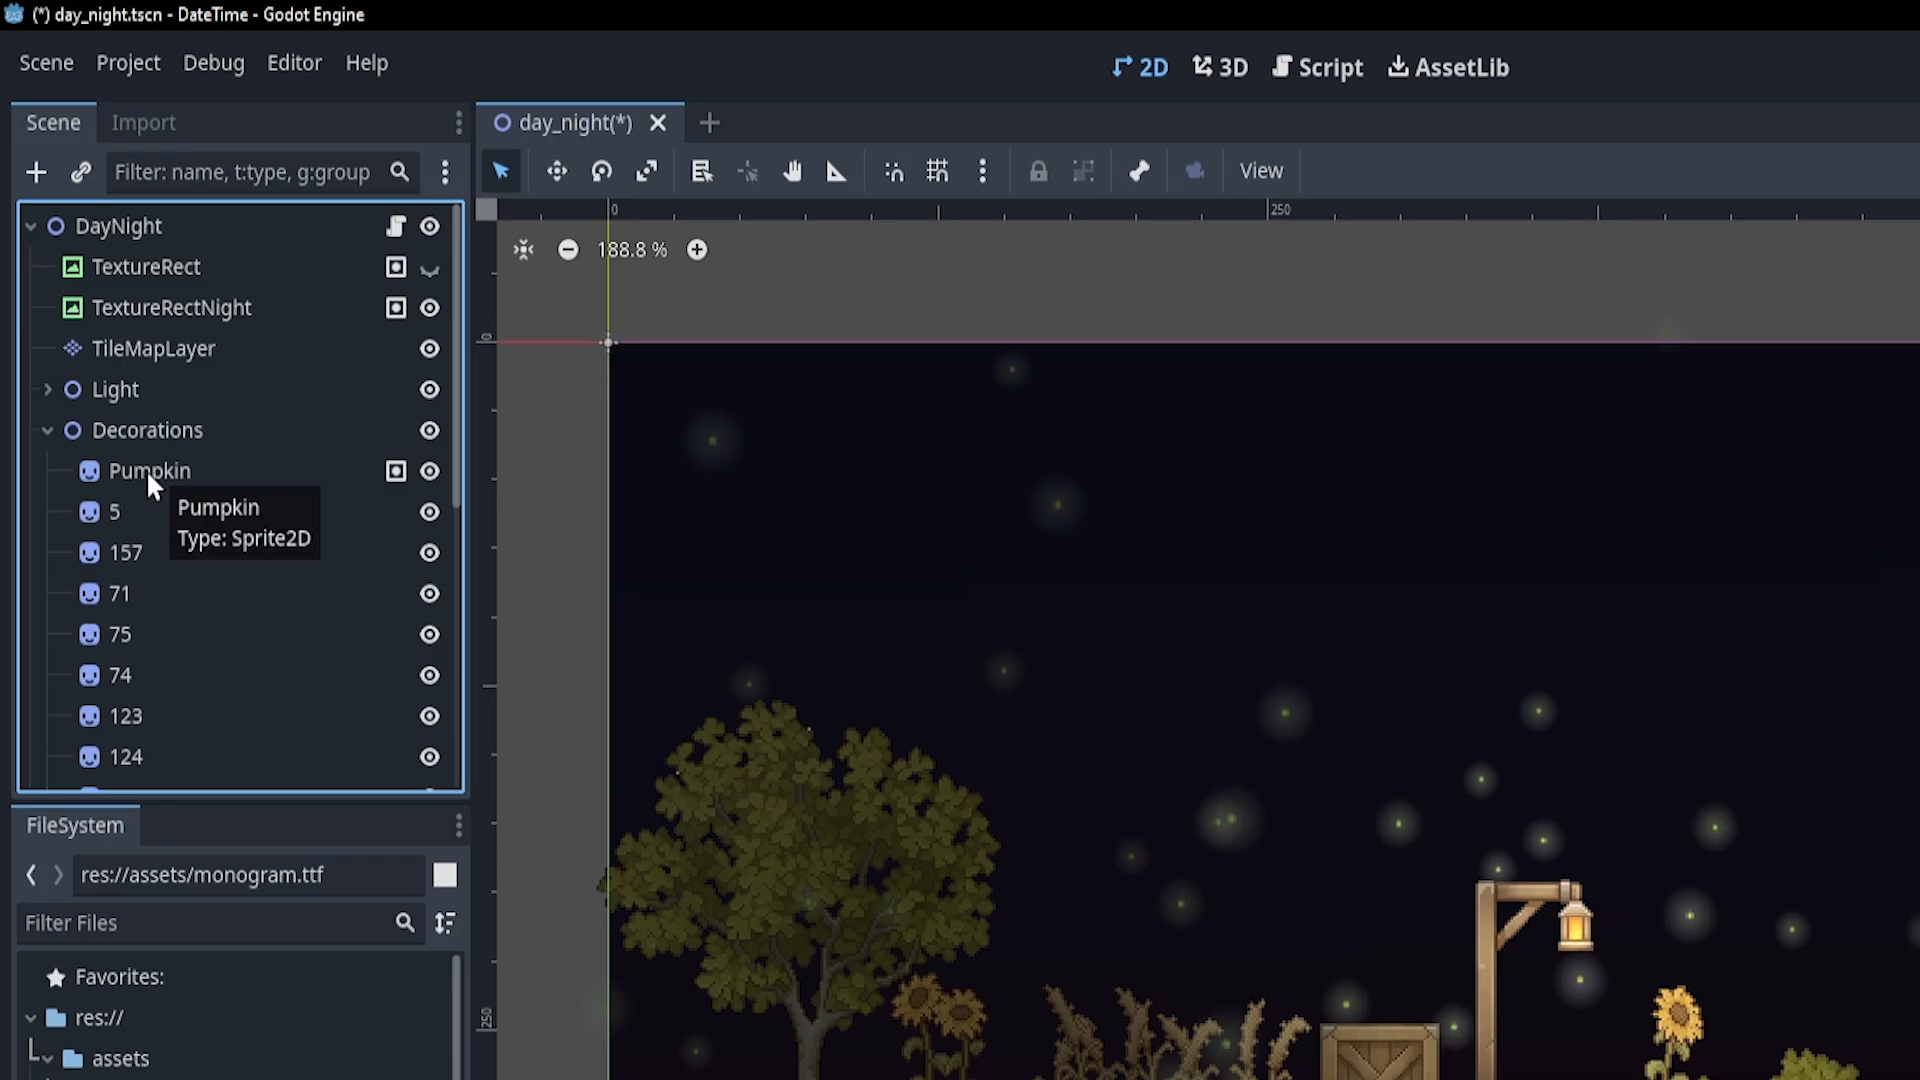 (*) day_night.tscn - DateTime - Godot Engine
Scene Project Debug Editor Help
2D 3D Script AssetLib
Scene Import
day_night(*)
Filter: name, t:type, g:group
View
0 250
188.8 %
0
250
DayNight
TextureRect
TextureRectNight
TileMapLayer
Light
Decorations
Pumpkin
Pumpkin
Type: Sprite2D
5
157
71
75
74
123
124
FileSystem
res://assets/monogram.ttf
Filter Files
Favorites:
res://
assets